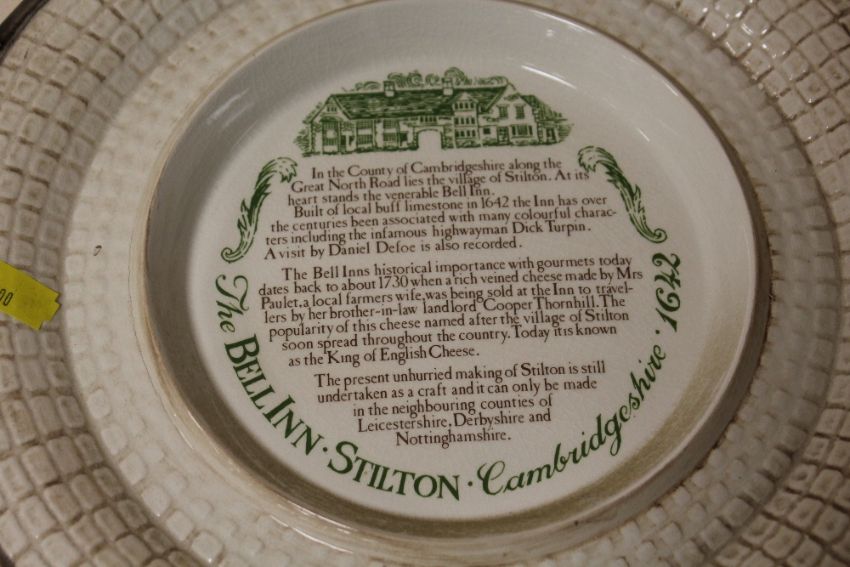 In the County of Cambridgeshire along the
Great North Road lies the village of Stilton. At its
heart stands the venerable Bell Inn.
Built of local buff limestone in 1642 the Inn has over
the centuries been associated with many colourful charac-
ters including the infamous highwayman Dick Turpin.
A visit by Daniel Defoe is also recorded.
The Bell Inns historical importance with gourmets today
dates back to about 1730 when a rich veined cheese made by Mrs
Paulet, a local farmers wife, was being sold at the Inn to travel-
lers by her brother-in-law landlord Cooper Thornhill. The
popularity of this cheese named after the village of Stilton
soon spread throughout the country. Today it is known
as the King of English Cheese.
The present unhurried making of Stilton is still
undertaken as a craft and it can only be made
in the neighbouring counties of
Leicestershire, Derbyshire and
Nottinghamshire.
The BELL INN · STILTON · Cambridgeshire · 1642